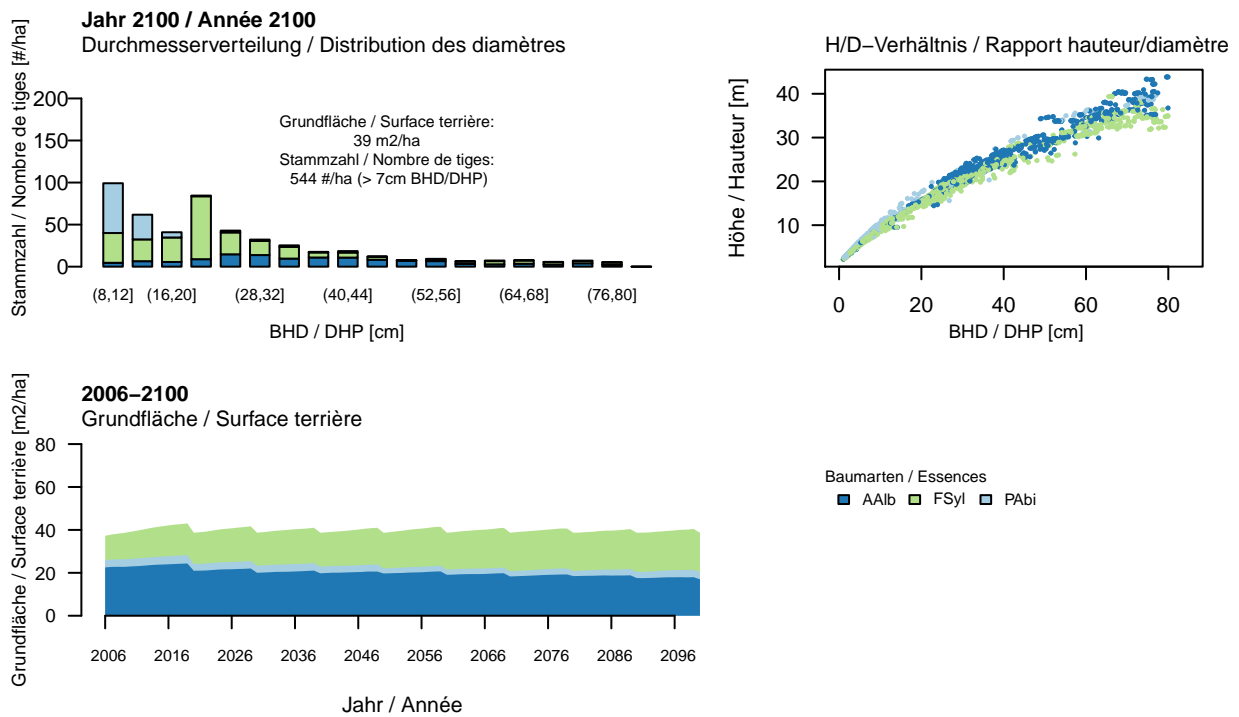 Jahr 2100 / Année 2100
Durchmesserverteilung / Distribution des diamètres
Stammzahl / Nombre de tiges [#/ha]
200
150
100
50
0
Grundfläche / Surface terrière:
39 m2/ha
Stammzahl / Nombre de tiges:
544 #/ha (> 7cm BHD/DHP)
(8,12] (16,20] (28,32] (40,44] (52,56] (64,68] (76,80]
BHD / DHP [cm]
H/D−Verhältnis / Rapport hauteur/diamètre
Höhe / Hauteur [m]
40
30
20
10
0 20 40 60 80
BHD / DHP [cm]
2006−2100
Grundfläche / Surface terrière
Grundfläche / Surface terrière [m2/ha]
80
60
40
20
0
2006 2016 2026 2036 2046 2056 2066 2076 2086 2096
Jahr / Année
Baumarten / Essences
AAlb FSyl PAbi